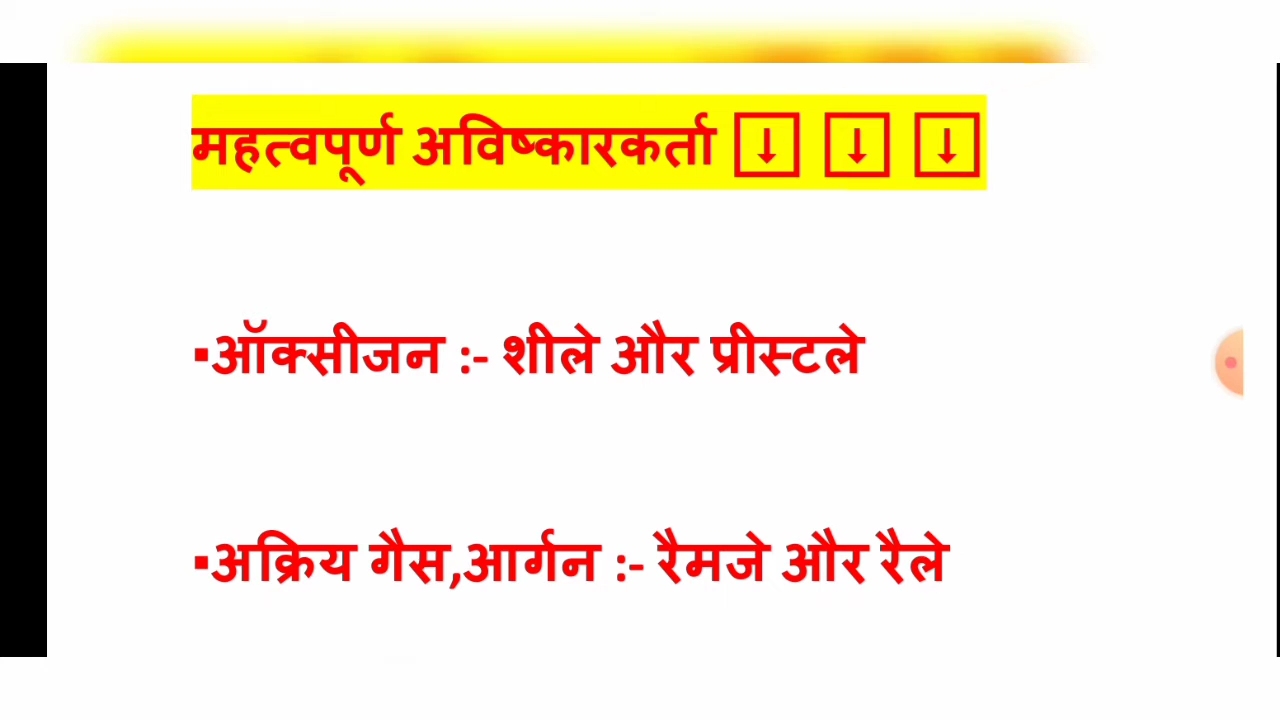 महत्वपूर्ण अविष्कारकर्ता ↓ ↓ ↓
▪ऑक्सीजन :- शीले और प्रीस्टले
▪अक्रिय गैस,आर्गन :- रैमजे और रैले